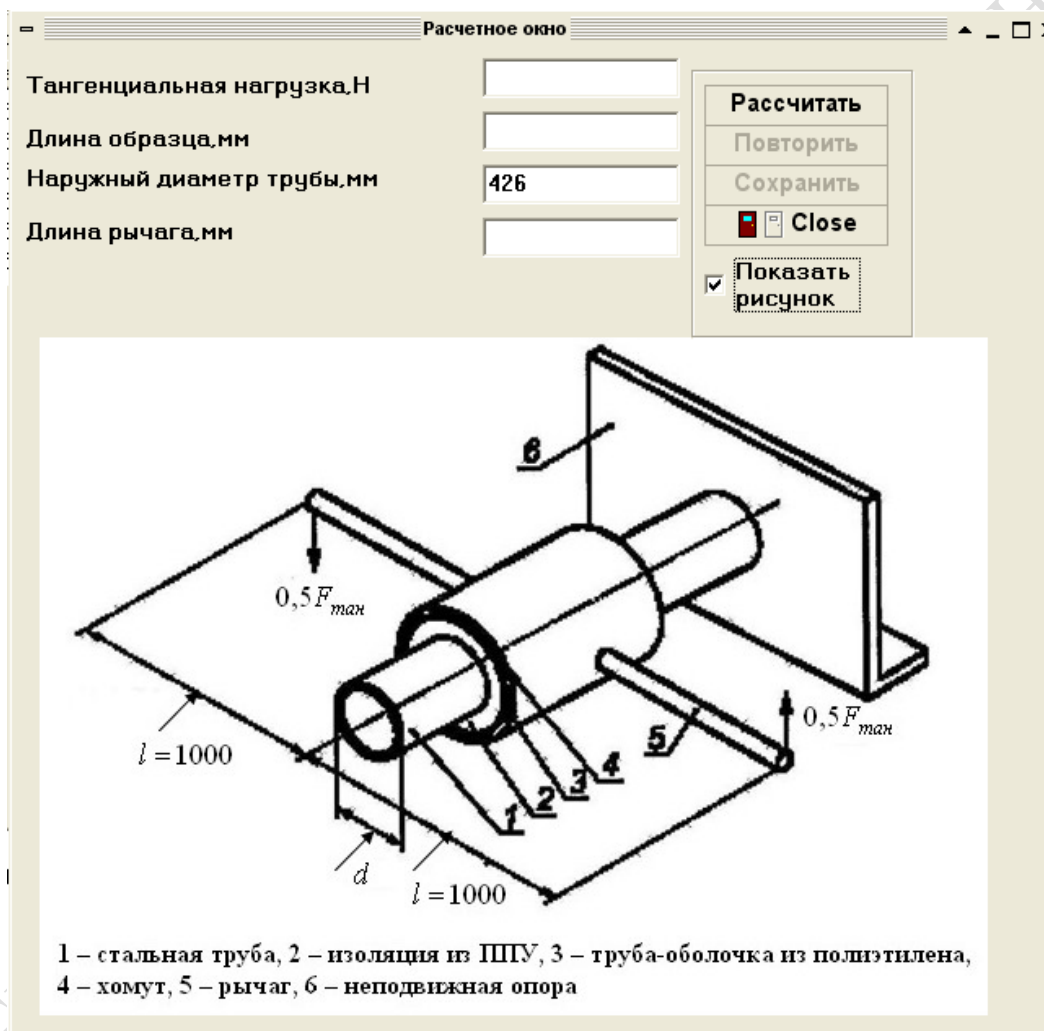 Расчетное окно
Тангенциальная нагрузка,Н
Длина образца,мм
Наружный диаметр трубы,мм
426
Длина рычага,мм
Рассчитать
Повторить
Сохранить
Close
Показать
рисунок
6
0,5Fтан
0,5Fтан
l = 1000
5
4
3
2
1
d
l = 1000
1 – стальная труба, 2 – изоляция из ППУ, 3 – труба-оболочка из полиэтилена,
4 – хомут, 5 – рычаг, 6 – неподвижная опора